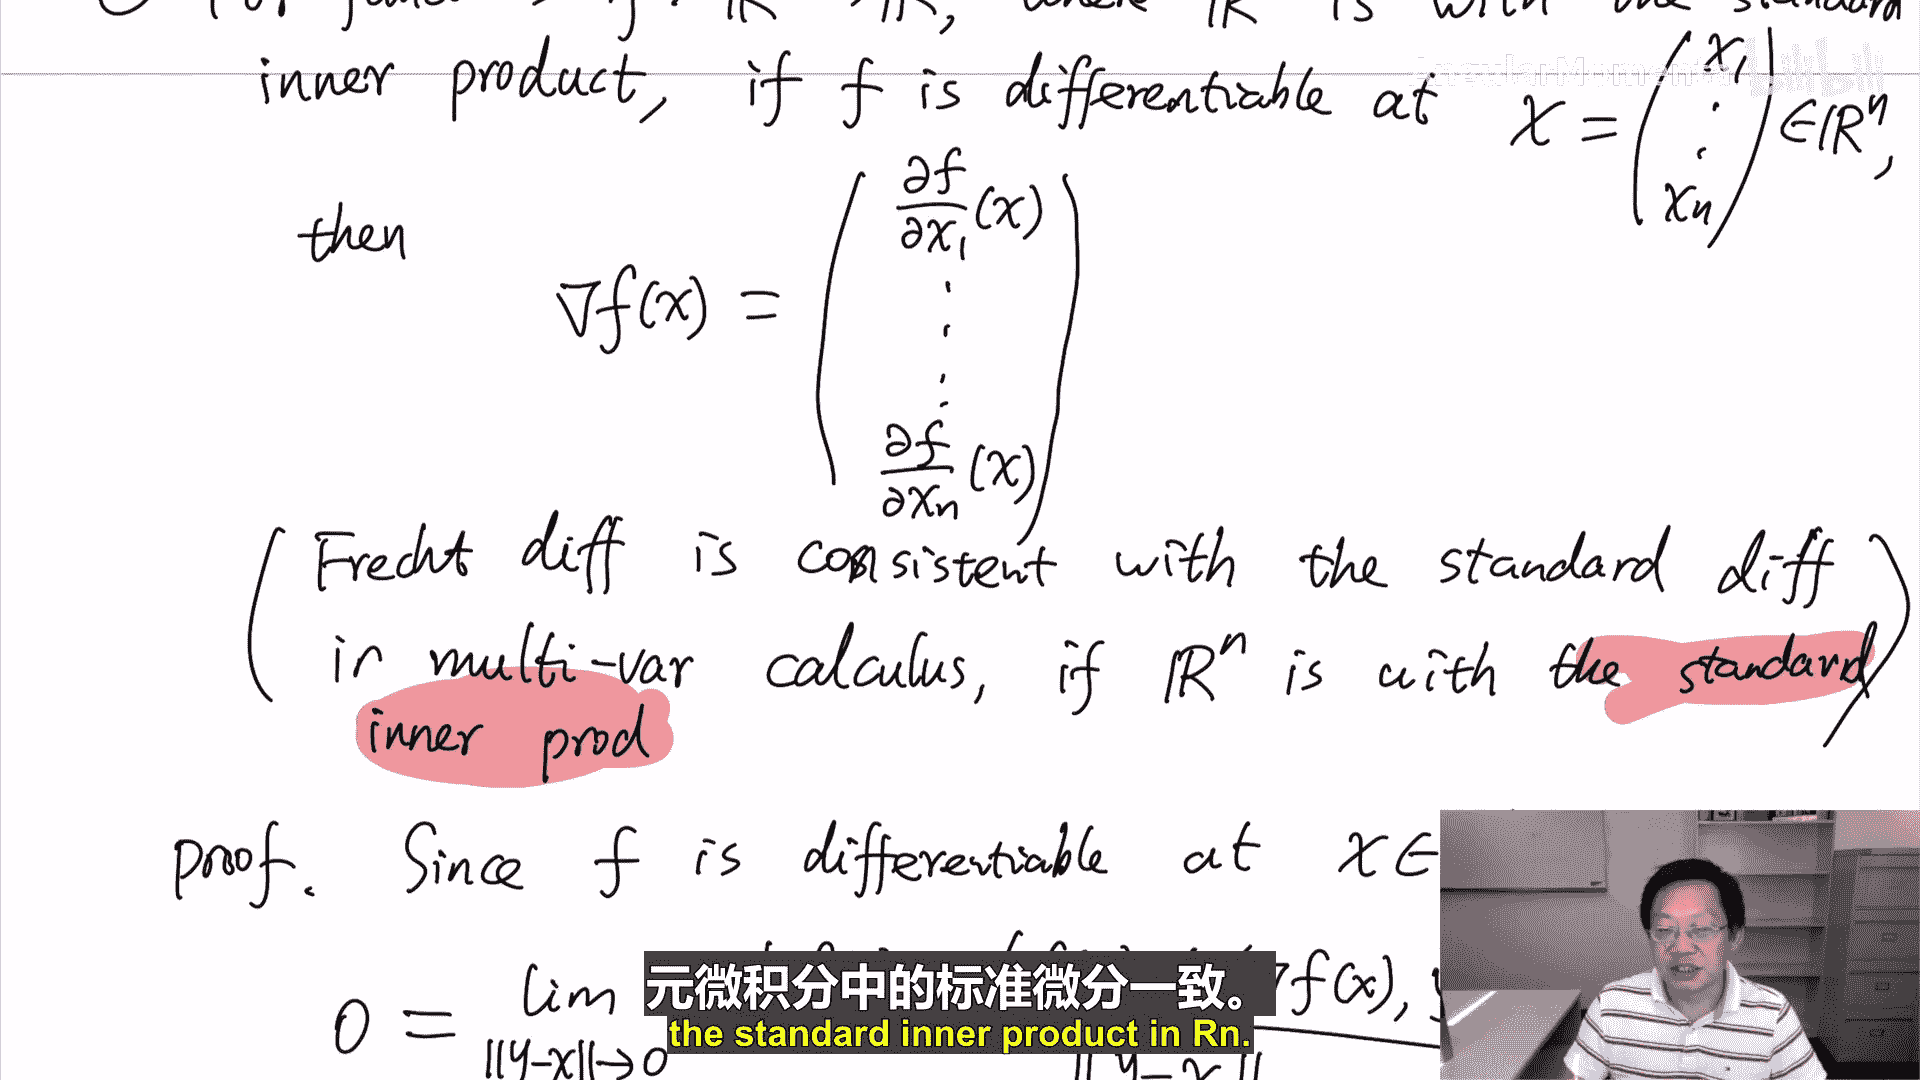 inner product, if f is differentiable at x = (x1 : xn) ∈ ℝⁿ,
then
∇f(x) = ( ∂f/∂x1 (x) ⋮ ∂f/∂xn (x) )
( Frecht diff is consistent with the standard diff
in multi-var calculus, if ℝⁿ is with the standard
inner prod )
proof. Since f is differentiable at x ∈
0 = lim ∇f(x), y
||y-x||→0 ||y-x||
元微积分中的标准微分一致。
the standard inner product in Rn.